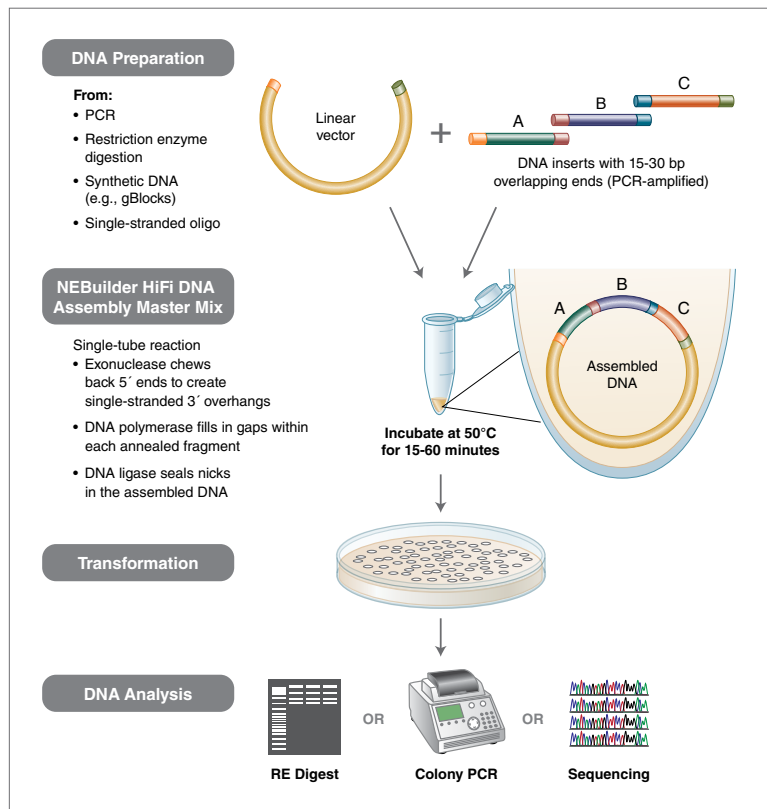 DNA Preparation
From:
• PCR
• Restriction enzyme
digestion
• Synthetic DNA
(e.g., gBlocks)
• Single-stranded oligo
Linear
vector
+
A
B
C
DNA inserts with 15-30 bp
overlapping ends (PCR-amplified)
NEBuilder HiFi DNA
Assembly Master Mix
Single-tube reaction
• Exonuclease chews
back 5´ ends to create
single-stranded 3´ overhangs
• DNA polymerase fills in gaps within
each annealed fragment
• DNA ligase seals nicks
in the assembled DNA
Incubate at 50°C
for 15-60 minutes
A
B
C
Assembled
DNA
Transformation
DNA Analysis
RE Digest
OR
Colony PCR
OR
Sequencing